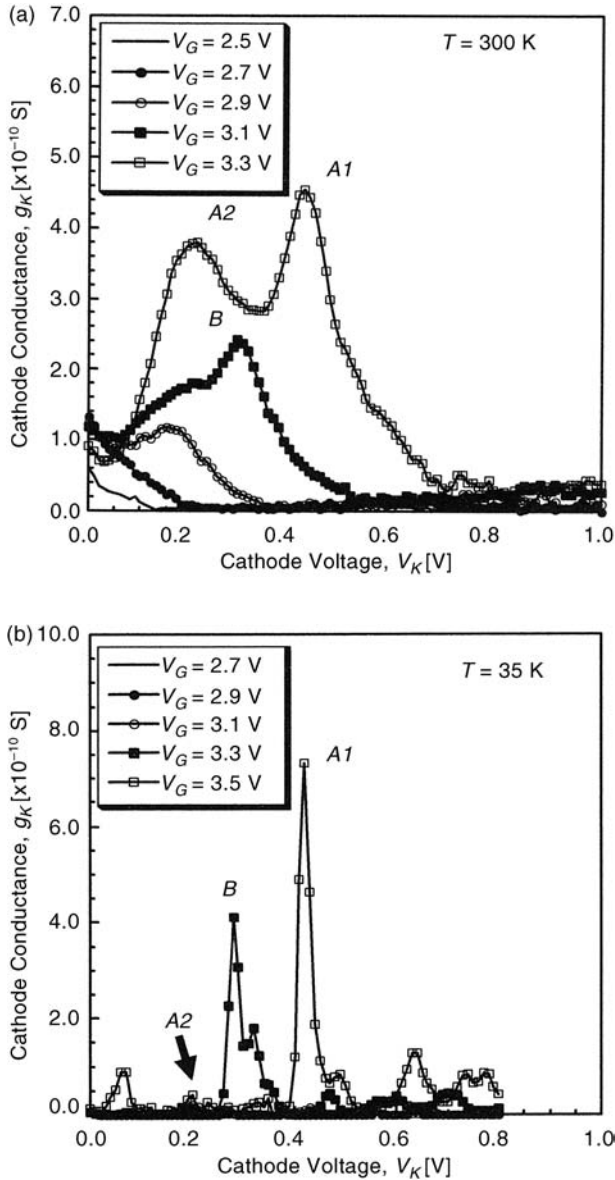 (a)
7.0
6.0
5.0
4.0
3.0
2.0
1.0
0.0
Cathode Conductance, g_K [x10⁻¹⁰ S]
V_G = 2.5 V
V_G = 2.7 V
V_G = 2.9 V
V_G = 3.1 V
V_G = 3.3 V
T = 300 K
A2
A1
B
0.0 0.2 0.4 0.6 0.8 1.0
Cathode Voltage, V_K [V]
(b)
10.0
8.0
6.0
4.0
2.0
0.0
Cathode Conductance, g_K [x10⁻¹⁰ S]
V_G = 2.7 V
V_G = 2.9 V
V_G = 3.1 V
V_G = 3.3 V
V_G = 3.5 V
T = 35 K
A1
B
A2
0.0 0.2 0.4 0.6 0.8 1.0
Cathode Voltage, V_K [V]